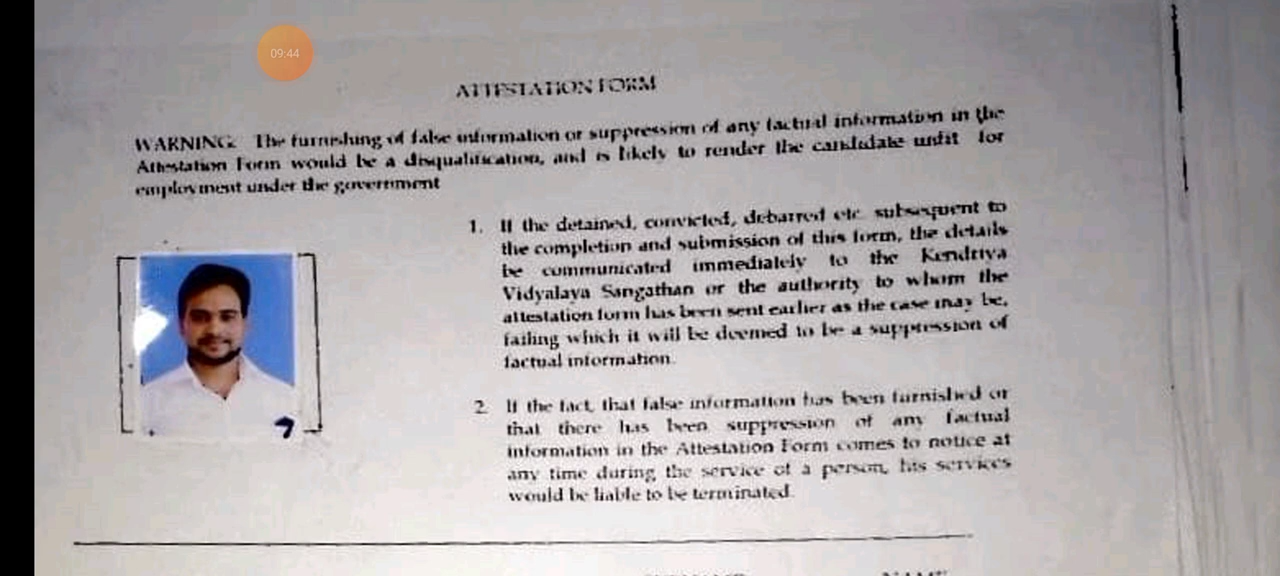 09:44
ATTESTATION FORM
WARNING: The furnishing of false information or suppression of any factual information in the
Attestation Form would be a disqualification, and is likely to render the candidate unfit for
employment under the government
1. If the detained, convicted, debarred etc. subsequent to
the completion and submission of this form, the details
be communicated immediately to the Kendriya
Vidyalaya Sangathan or the authority to whom the
attestation form has been sent earlier as the case may be,
failing which it will be deemed to be a suppression of
factual information.
2. If the fact, that false information has been furnished or
that there has been suppression of any factual
information in the Attestation Form comes to notice at
any time during the service of a person, his services
would be liable to be terminated.
NAME